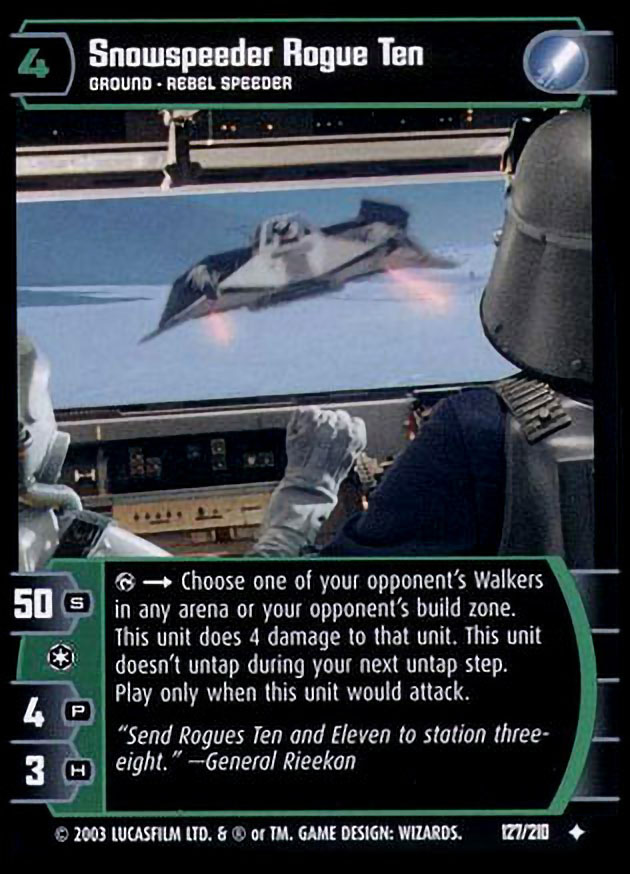 4
Snowspeeder Rogue Ten
GROUND - REBEL SPEEDER
50 S
4 P
3 H
→ Choose one of your opponent's Walkers
in any arena or your opponent's build zone.
This unit does 4 damage to that unit. This unit
doesn't untap during your next untap step.
Play only when this unit would attack.
"Send Rogues Ten and Eleven to station three-
eight." —General Rieekan
© 2003 LUCASFILM LTD. & ® or TM. GAME DESIGN: WIZARDS. 127/210